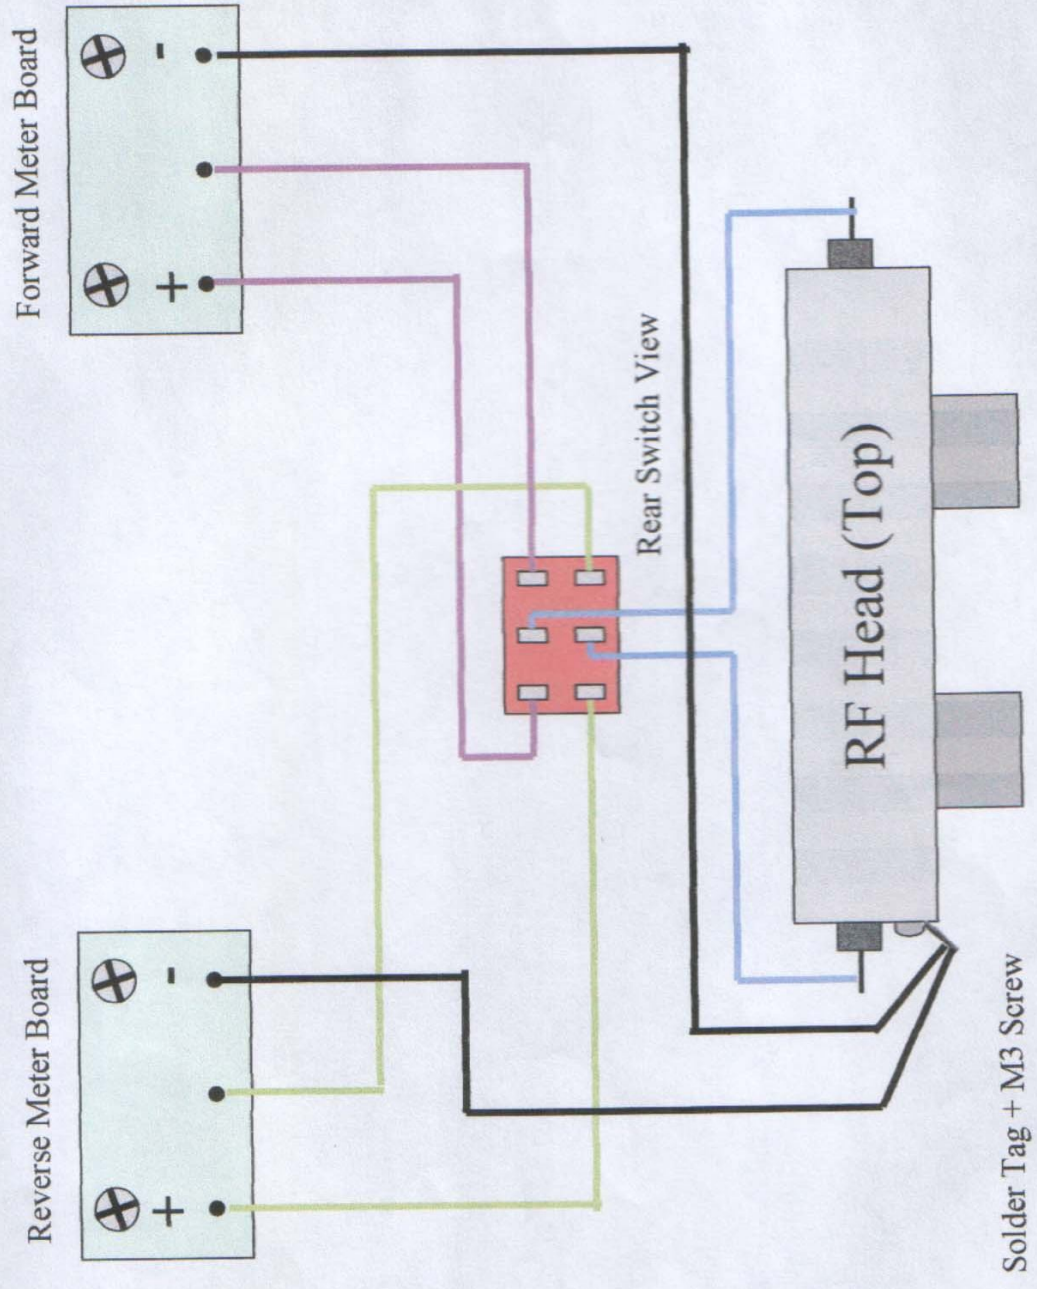 Reverse Meter Board
+ -
Forward Meter Board
+ -
Rear Switch View
RF Head (Top)
Solder Tag + M3 Screw